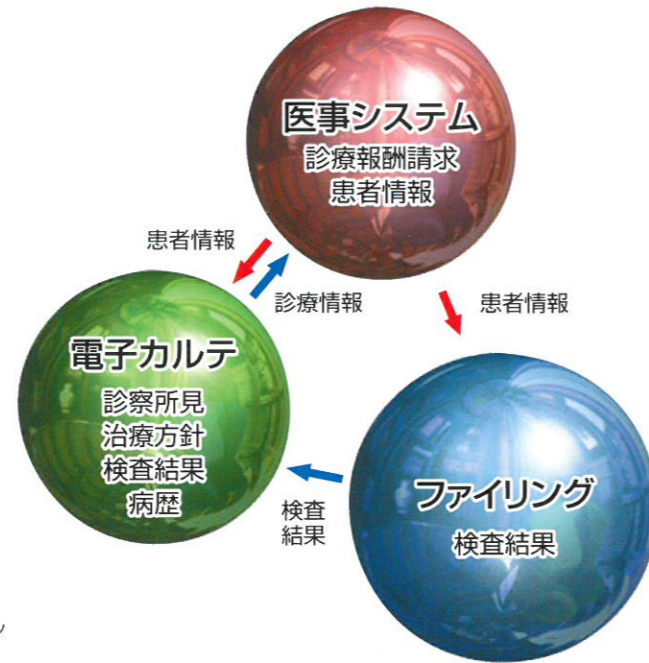 医事システム
診療報酬請求
患者情報
患者情報
診療情報
患者情報
電子カルテ
診察所見
治療方針
検査結果
病歴
検査
結果
ファイリング
検査結果